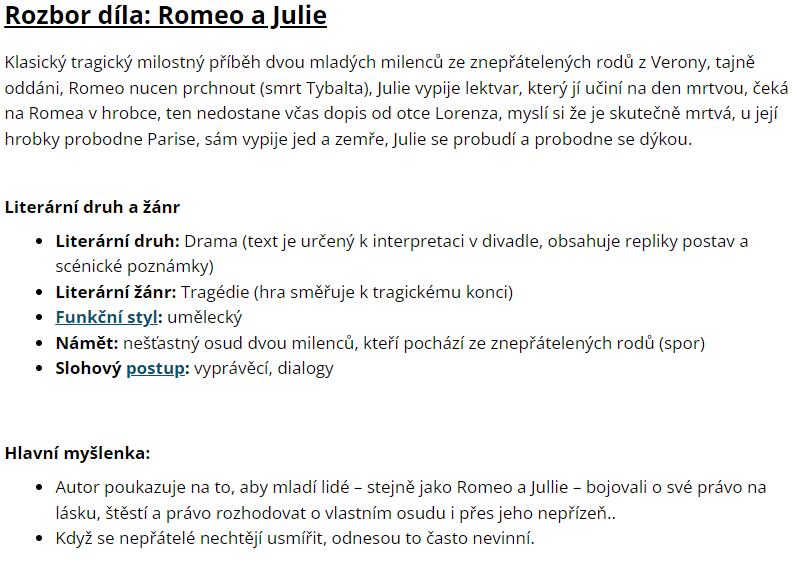 Rozbor díla: Romeo a Julie
Klasický tragický milostný příběh dvou mladých milenců ze znepřátelených rodů z Verony, tajně
oddáni, Romeo nucen prchnout (smrt Tybalta), Julie vypije lektvar, který jí učiní na den mrtvou, čeká
na Romea v hrobce, ten nedostane včas dopis od otce Lorenza, myslí si že je skutečně mrtvá, u její
hrobky probodne Parise, sám vypije jed a zemře, Julie se probudí a probodne se dýkou.
Literární druh a žánr
• Literární druh: Drama (text je určený k interpretaci v divadle, obsahuje repliky postav a
scénické poznámky)
• Literární žánr: Tragédie (hra směřuje k tragickému konci)
• Funkční styl: umělecký
• Námět: nešťastný osud dvou milenců, kteří pochází ze znepřátelených rodů (spor)
• Slohový postup: vyprávěcí, dialogy
Hlavní myšlenka:
• Autor poukazuje na to, aby mladí lidé – stejně jako Romeo a Jullie – bojovali o své právo na
lásku, štěstí a právo rozhodovat o vlastním osudu i přes jeho nepřízeň..
• Když se nepřátelé nechtějí usmířit, odnesou to často nevinní.